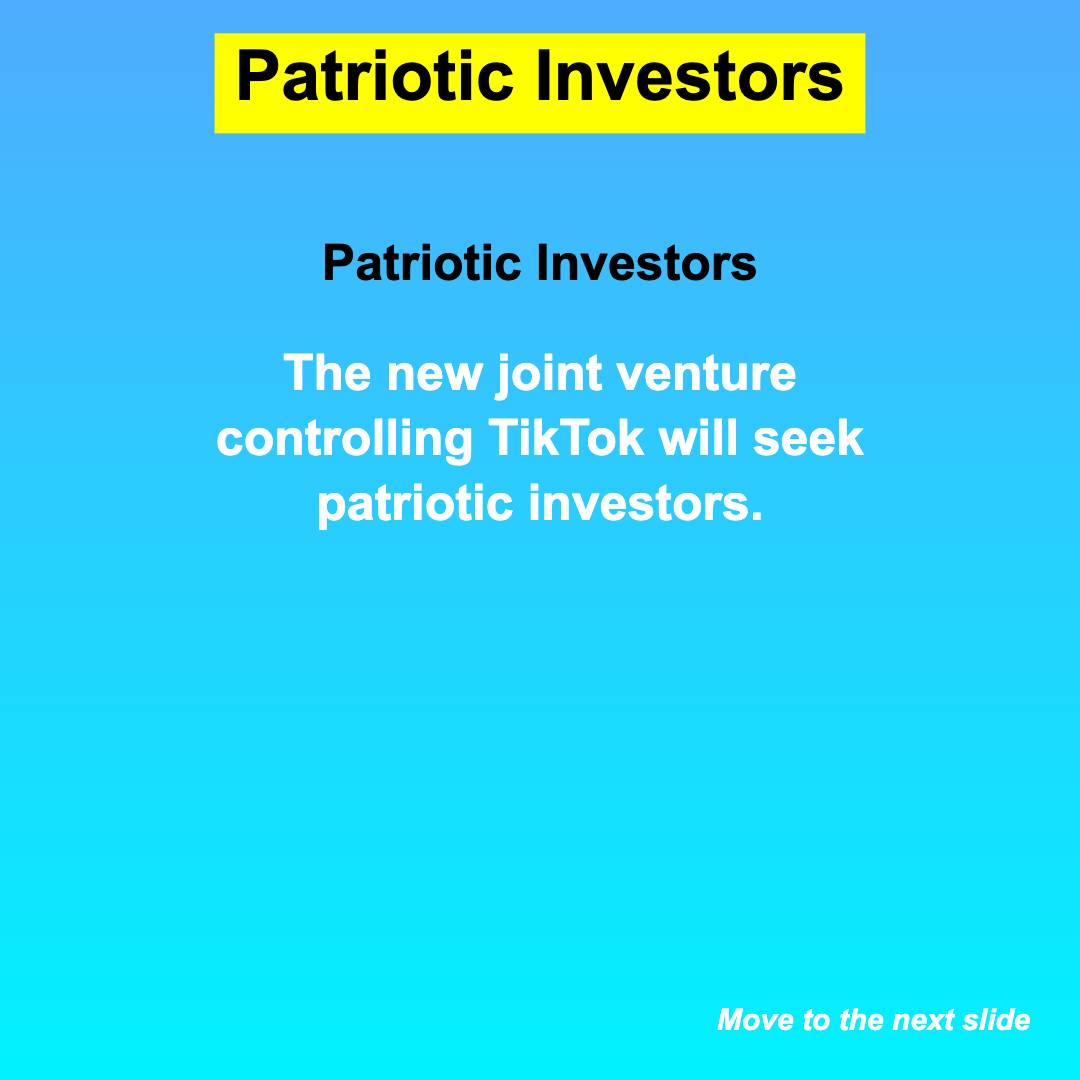 Patriotic Investors
Patriotic Investors
The new joint venture
controlling TikTok will seek
patriotic investors.
Move to the next slide